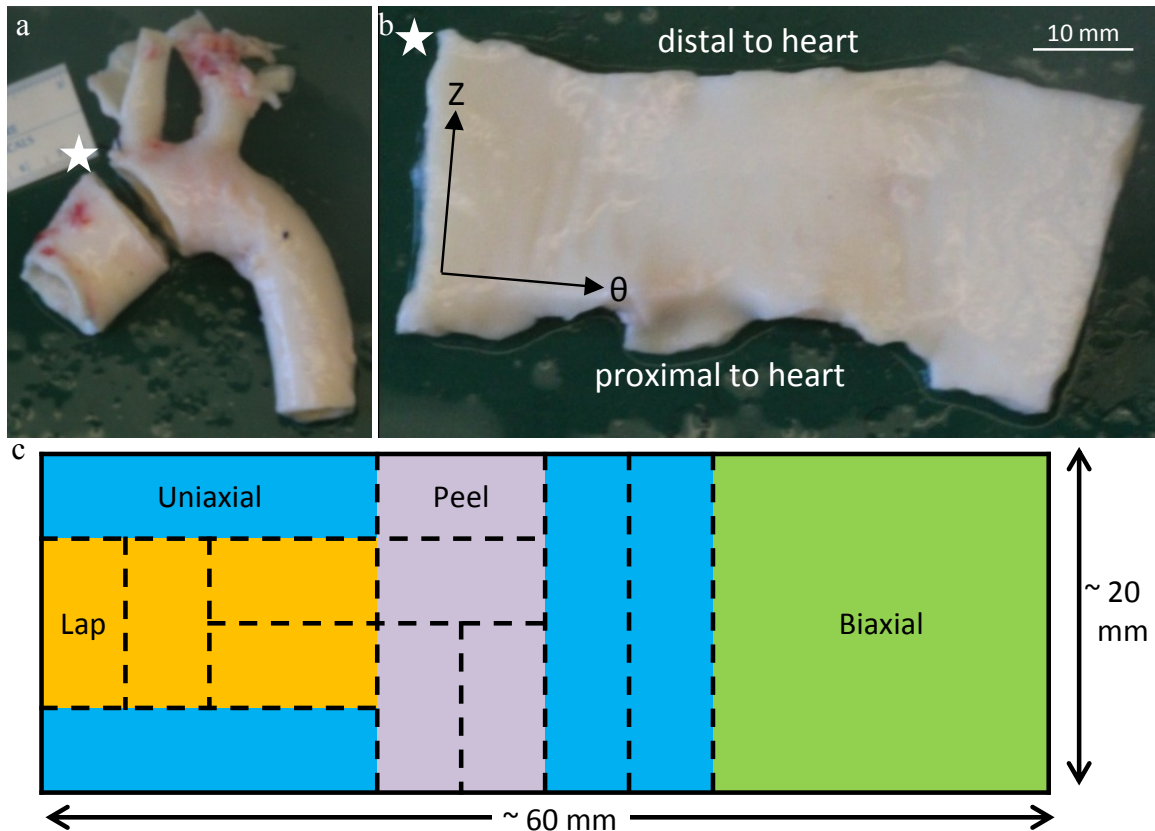 a
b
distal to heart
10 mm
Z
θ
proximal to heart
c
Uniaxial
Peel
Lap
Biaxial
~ 20
mm
~ 60 mm